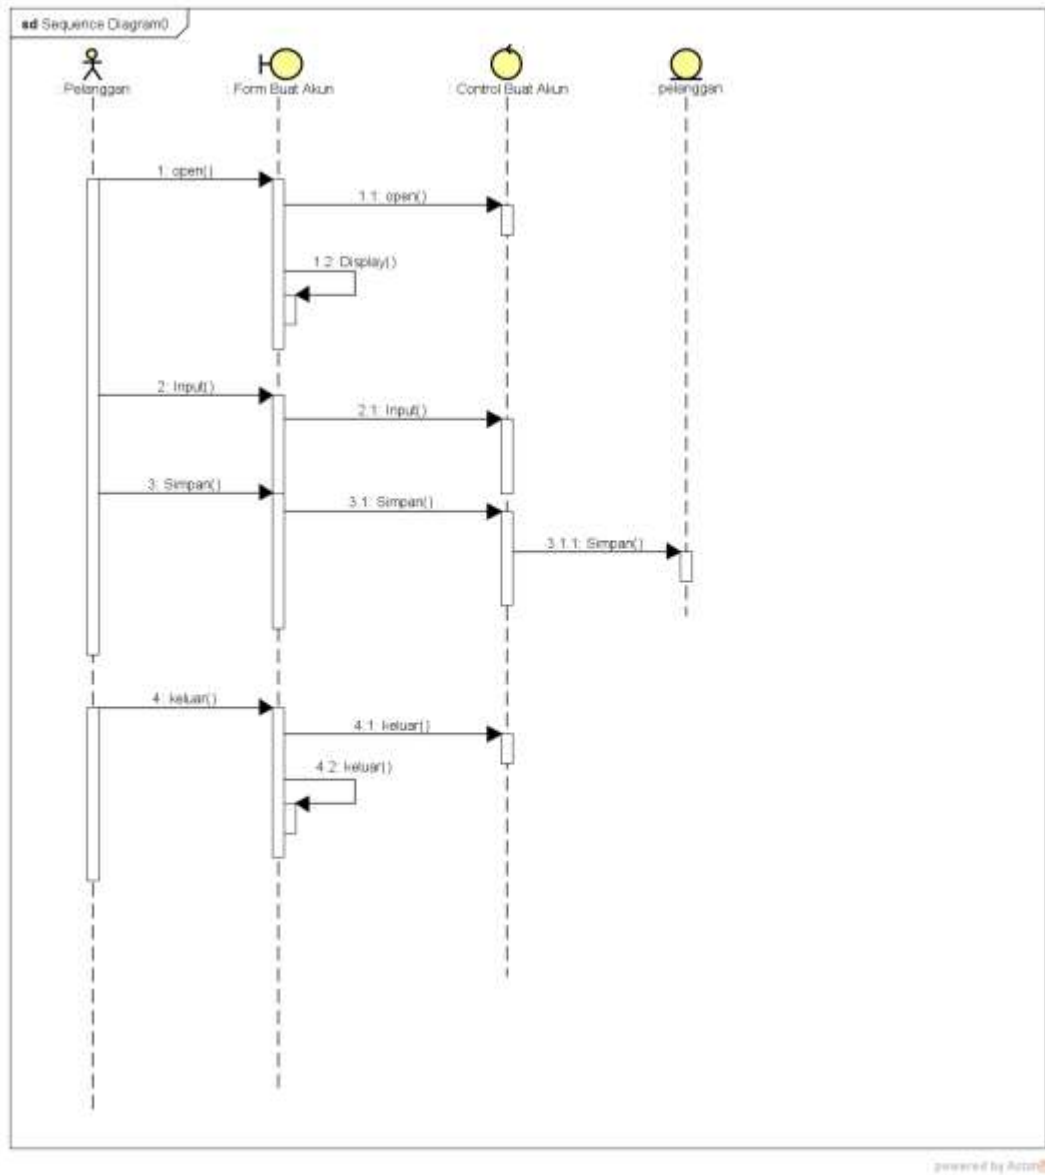 sd Sequence Diagram0
Pelanggan
Form Buat Akun
Control Buat Akun
pelanggan
1: open()
1.1: open()
1.2: Display()
2: Input()
2.1: Input()
3: Simpan()
3.1: Simpan()
3.1.1: Simpan()
4: keluar()
4.1: keluar()
4.2: keluar()
powered by